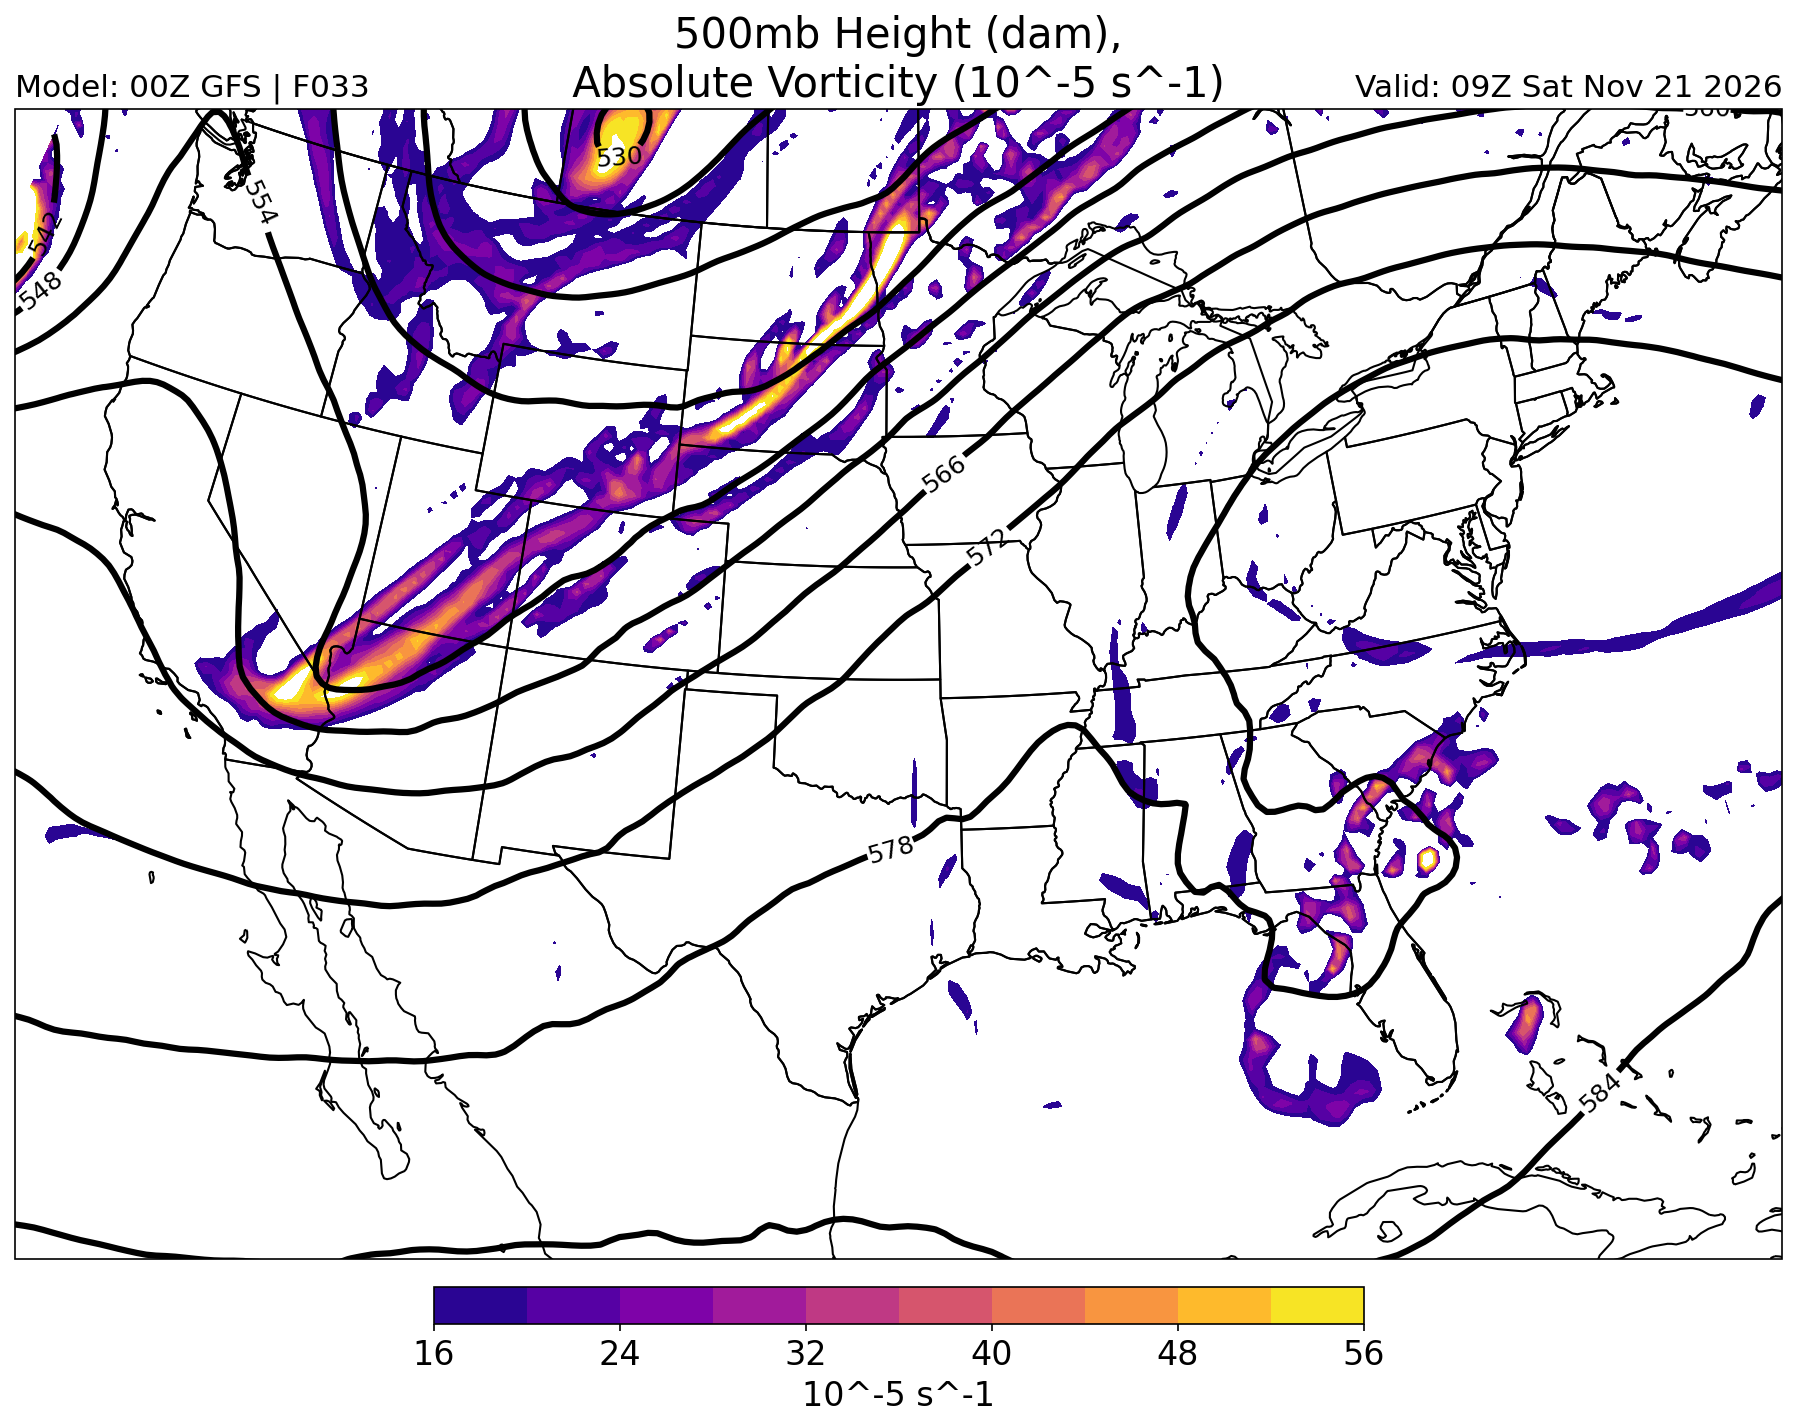 500mb Height (dam),
Absolute Vorticity (10^-5 s^-1)
Model: 00Z GFS | F033
Valid: 09Z Sat Nov 21 2026
530
554
542
548
566
572
578
584
16 24 32 40 48 56
10^-5 s^-1